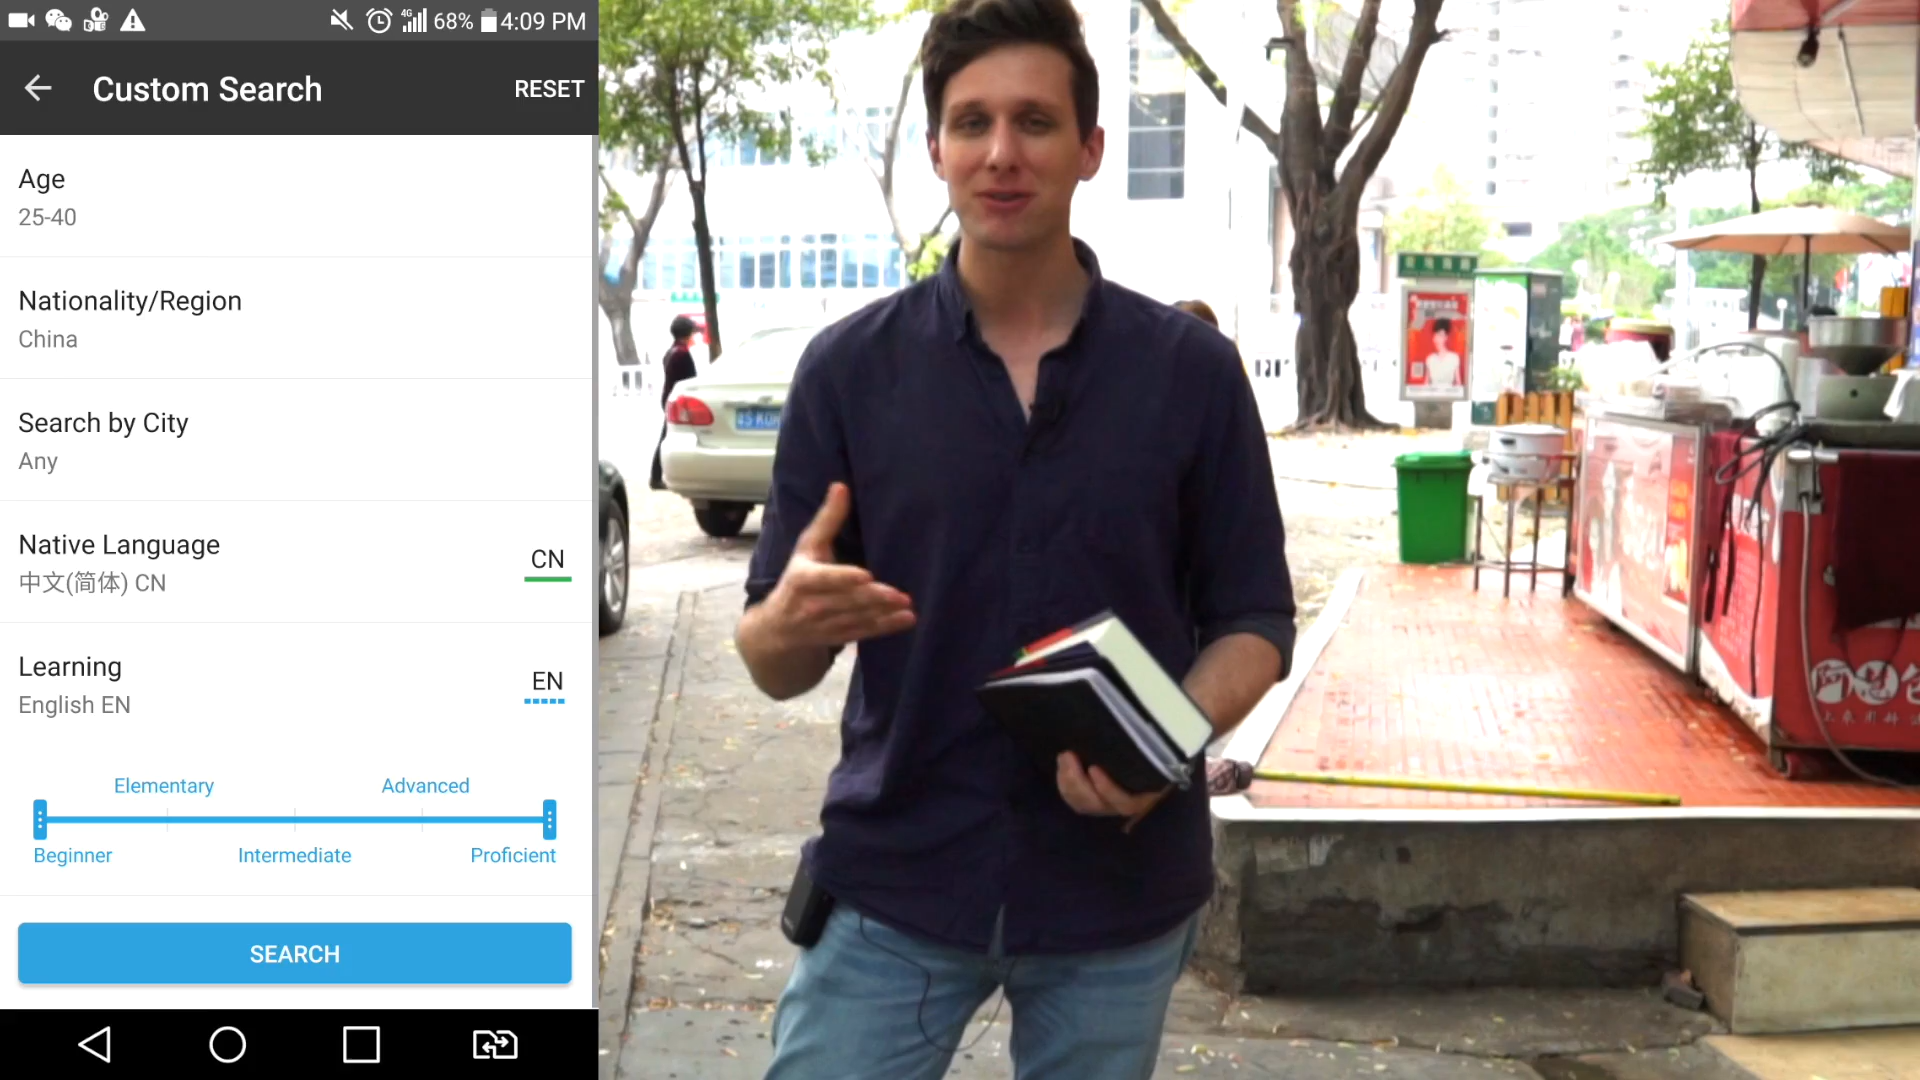 4G 68% 4:09 PM
Custom Search
RESET
Age
25-40
Nationality/Region
China
Search by City
Any
Native Language
中文(简体) CN
CN
Learning
English EN
EN
Elementary
Advanced
Beginner
Intermediate
Proficient
SEARCH